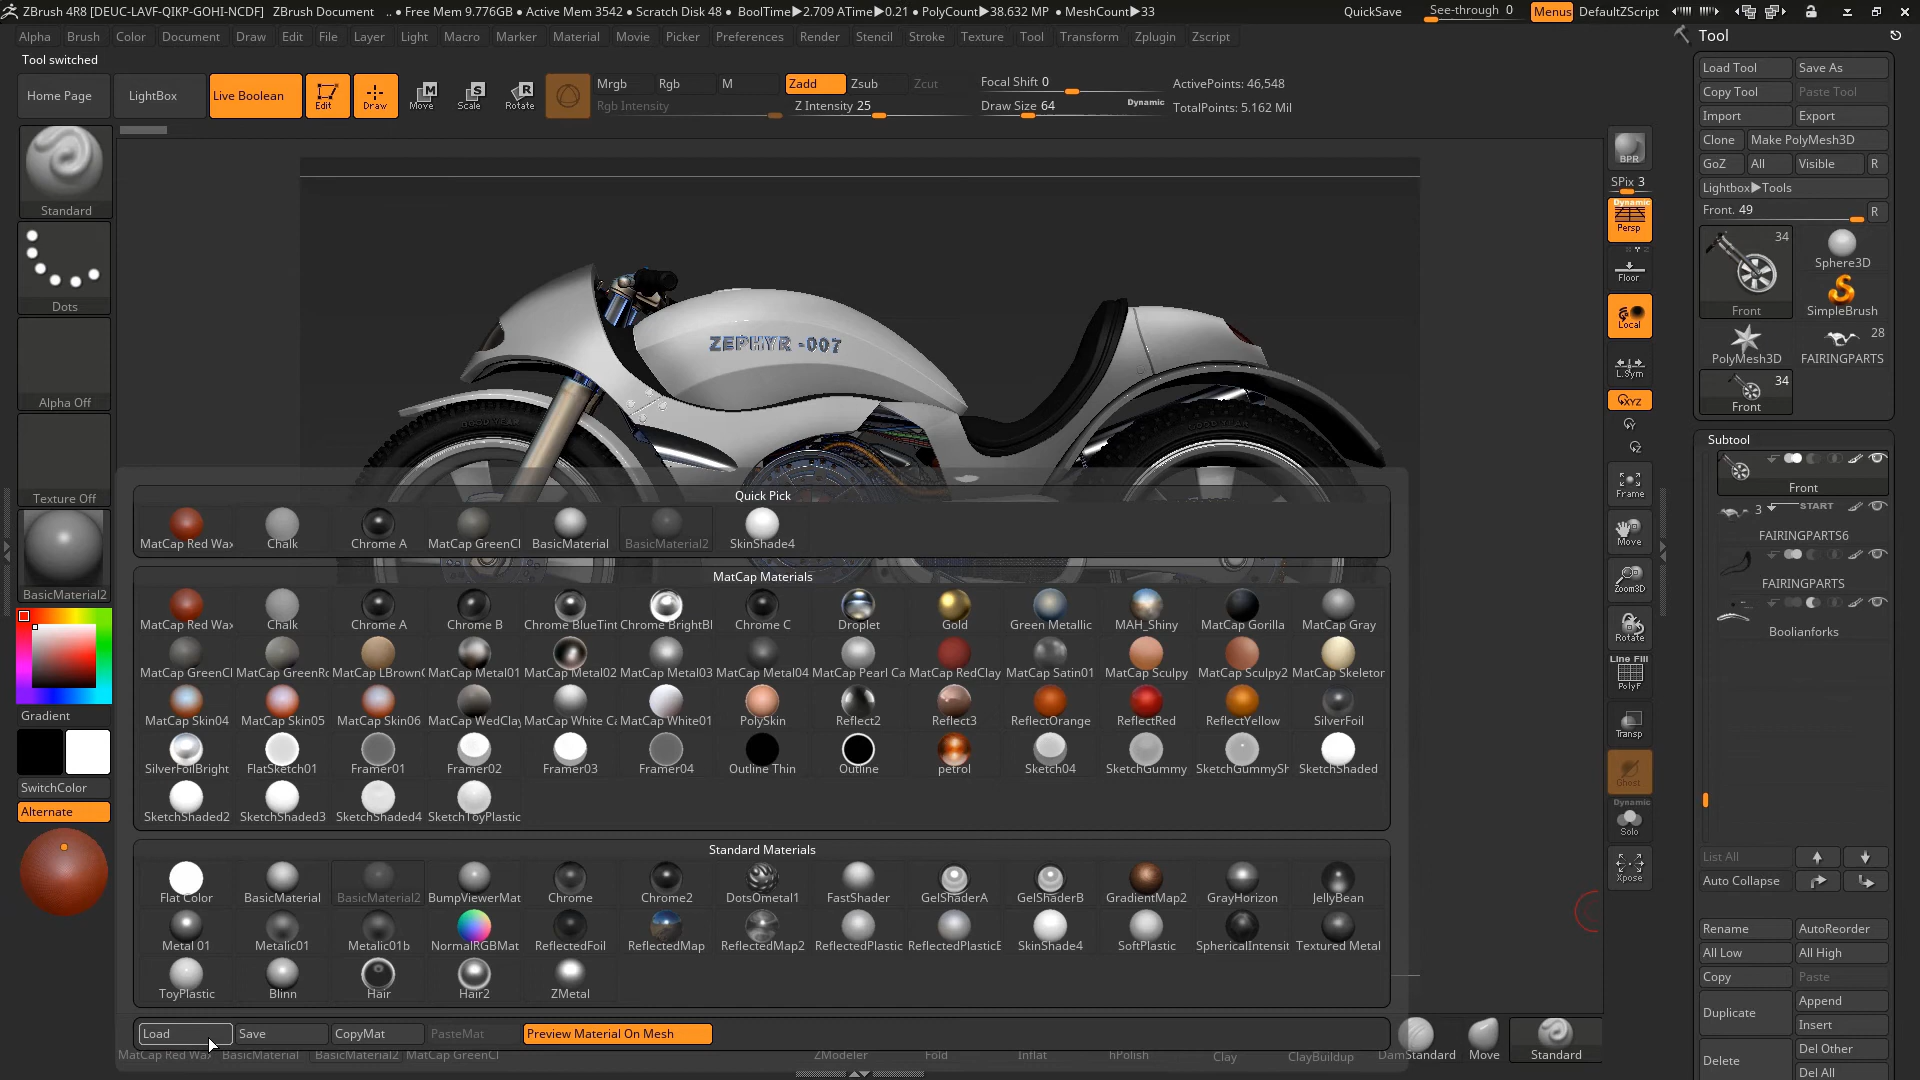 ZBrush 4R8 [DEUC-LAVF-QIKP-GOHI-NCDF] ZBrush Document .. • Free Mem 9.776GB • Active Mem 3542 • Scratch Disk 48 • BoolTime▶2.709 ATime▶0.21 • PolyCount▶38.632 MP • MeshCount▶33 QuickSave See-through 0 Menus DefaultZScript
Alpha Brush Color Document Draw Edit File Layer Light Macro Marker Material Movie Picker Preferences Render Stencil Stroke Texture Tool Transform Zplugin Zscript
Tool
Tool switched
Home Page LightBox Live Boolean Edit Draw Move Scale Rotate
Mrgb Rgb M Zadd Zsub Zcut Focal Shift 0 ActivePoints: 46,548
Rgb Intensity Z Intensity 25 Draw Size 64 Dynamic TotalPoints: 5.162 Mil
Load Tool Save As
Copy Tool Paste Tool
Import Export
Clone Make PolyMesh3D
GoZ All Visible R
Lightbox▶Tools
Front. 49 R
34
Front
Sphere3D
SimpleBrush
PolyMesh3D
28
FAIRINGPARTS
34
Front
Standard
Dots
Alpha Off
Texture Off
BasicMaterial2
Gradient
SwitchColor
Alternate
BPR
SPix 3
Dynamic
Persp
Floor
Local
L.Sym
XYZ
Frame
Move
Zoom3D
Rotate
Line Fill
PolyF
Transp
Ghost
Dynamic
Solo
Xpose
ZEPHYR -007
GOODYEAR
GOODYEAR
Quick Pick
MatCap Red Wax Chalk Chrome A MatCap GreenCl BasicMaterial BasicMaterial2 SkinShade4
MatCap Materials
MatCap Red Wax Chalk Chrome A Chrome B Chrome BlueTint Chrome BrightBl Chrome C Droplet Gold Green Metallic MAH_Shiny MatCap Gorilla MatCap Gray
MatCap GreenCl MatCap GreenRo MatCap LBrown( MatCap Metal01 MatCap Metal02 MatCap Metal03 MatCap Metal04 MatCap Pearl Ca MatCap RedClay MatCap Satin01 MatCap Sculpy MatCap Sculpy2 MatCap Skeleton
MatCap Skin04 MatCap Skin05 MatCap Skin06 MatCap WedClay MatCap White Ca MatCap White01 PolySkin Reflect2 Reflect3 ReflectOrange ReflectRed ReflectYellow SilverFoil
SilverFoilBright FlatSketch01 Framer01 Framer02 Framer03 Framer04 Outline Thin Outline petrol Sketch04 SketchGummy SketchGummySh SketchShaded
SketchShaded2 SketchShaded3 SketchShaded4 SketchToyPlastic
Standard Materials
Flat Color BasicMaterial BasicMaterial2 BumpViewerMat Chrome Chrome2 DotsOmetal1 FastShader GelShaderA GelShaderB GradientMap2 GrayHorizon JellyBean
Metal 01 Metalic01 Metalic01b NormalRGBMat ReflectedFoil ReflectedMap ReflectedMap2 ReflectedPlastic ReflectedPlasticB SkinShade4 SoftPlastic SphericalIntensit Textured Metal
ToyPlastic Blinn Hair Hair2 ZMetal
Load Save CopyMat PasteMat Preview Material On Mesh
MatCap Red Wax BasicMaterial BasicMaterial2 MatCap GreenCl ZModeler Fold Inflat hPolish Clay ClayBuildup DamStandard Move Standard
Subtool
Front
3 START
FAIRINGPARTS6
FAIRINGPARTS
Boolianforks
List All
Auto Collapse
Rename AutoReorder
All Low All High
Copy Paste
Duplicate Append
Insert
Delete Del Other
Del All